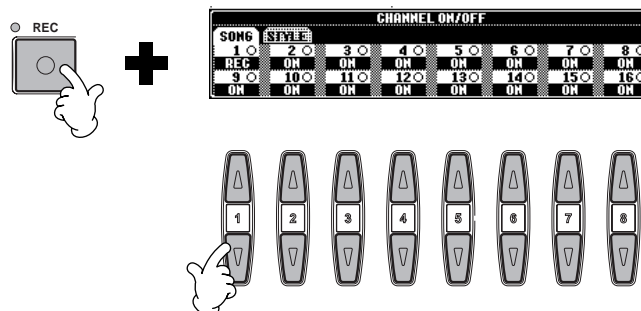 REC
CHANNEL ON/OFF
SONG STYLE
1 2 3 4 5 6 7 8
REC ON ON ON ON ON ON ON
9 10 11 12 13 14 15 16
ON ON ON ON ON ON ON ON
1 2 3 4 5 6 7 8